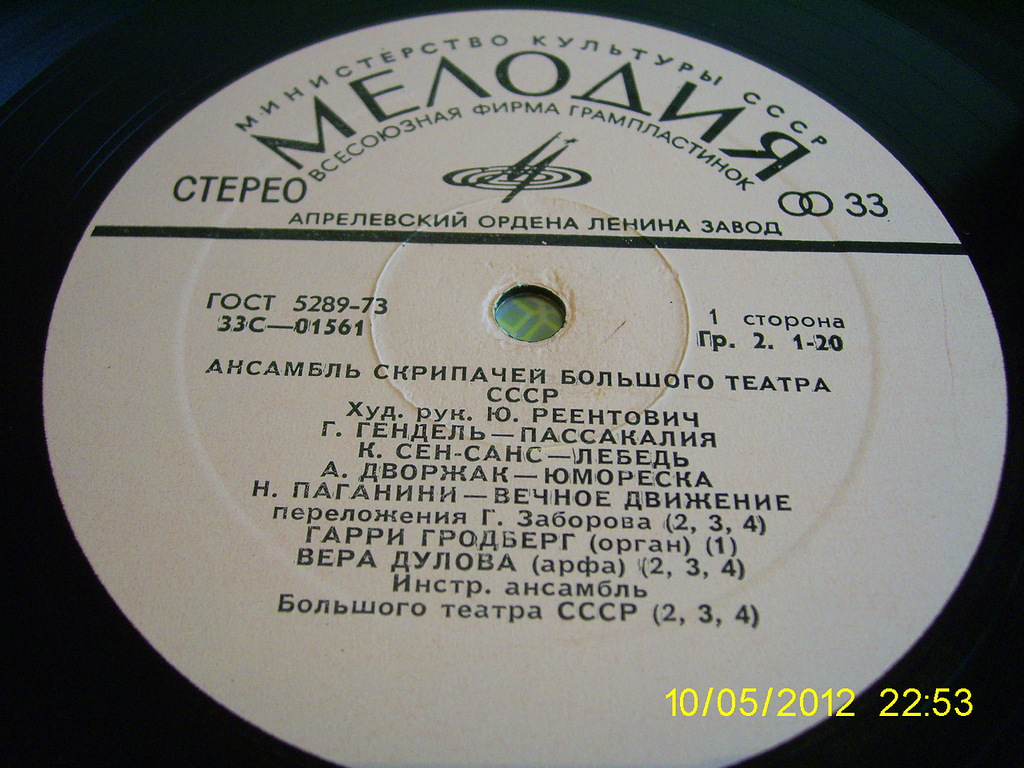 МИНИСТЕРСТВО КУЛЬТУРЫ СССР
МЕЛОДИЯ
ВСЕСОЮЗНАЯ ФИРМА ГРАМПЛАСТИНОК
СТЕРЕО
33
АПРЕЛЕВСКИЙ ОРДЕНА ЛЕНИНА ЗАВОД
ГОСТ 5289-73
33С—01561
1 сторона
Гр. 2. 1-20
АНСАМБЛЬ СКРИПАЧЕЙ БОЛЬШОГО ТЕАТРА
СССР
Худ. рук. Ю. РЕЕНТОВИЧ
Г. ГЕНДЕЛЬ—ПАССАКАЛИЯ
К. СЕН-САНС—ЛЕБЕДЬ
А. ДВОРЖАК—ЮМОРЕСКА
Н. ПАГАНИНИ—ВЕЧНОЕ ДВИЖЕНИЕ
переложения Г. Заборова (2, 3, 4)
ГАРРИ ГРОДБЕРГ (орган) (1)
ВЕРА ДУЛОВА (арфа) (2, 3, 4)
Инстр. ансамбль
Большого театра СССР (2, 3, 4)
10/05/2012 22:53